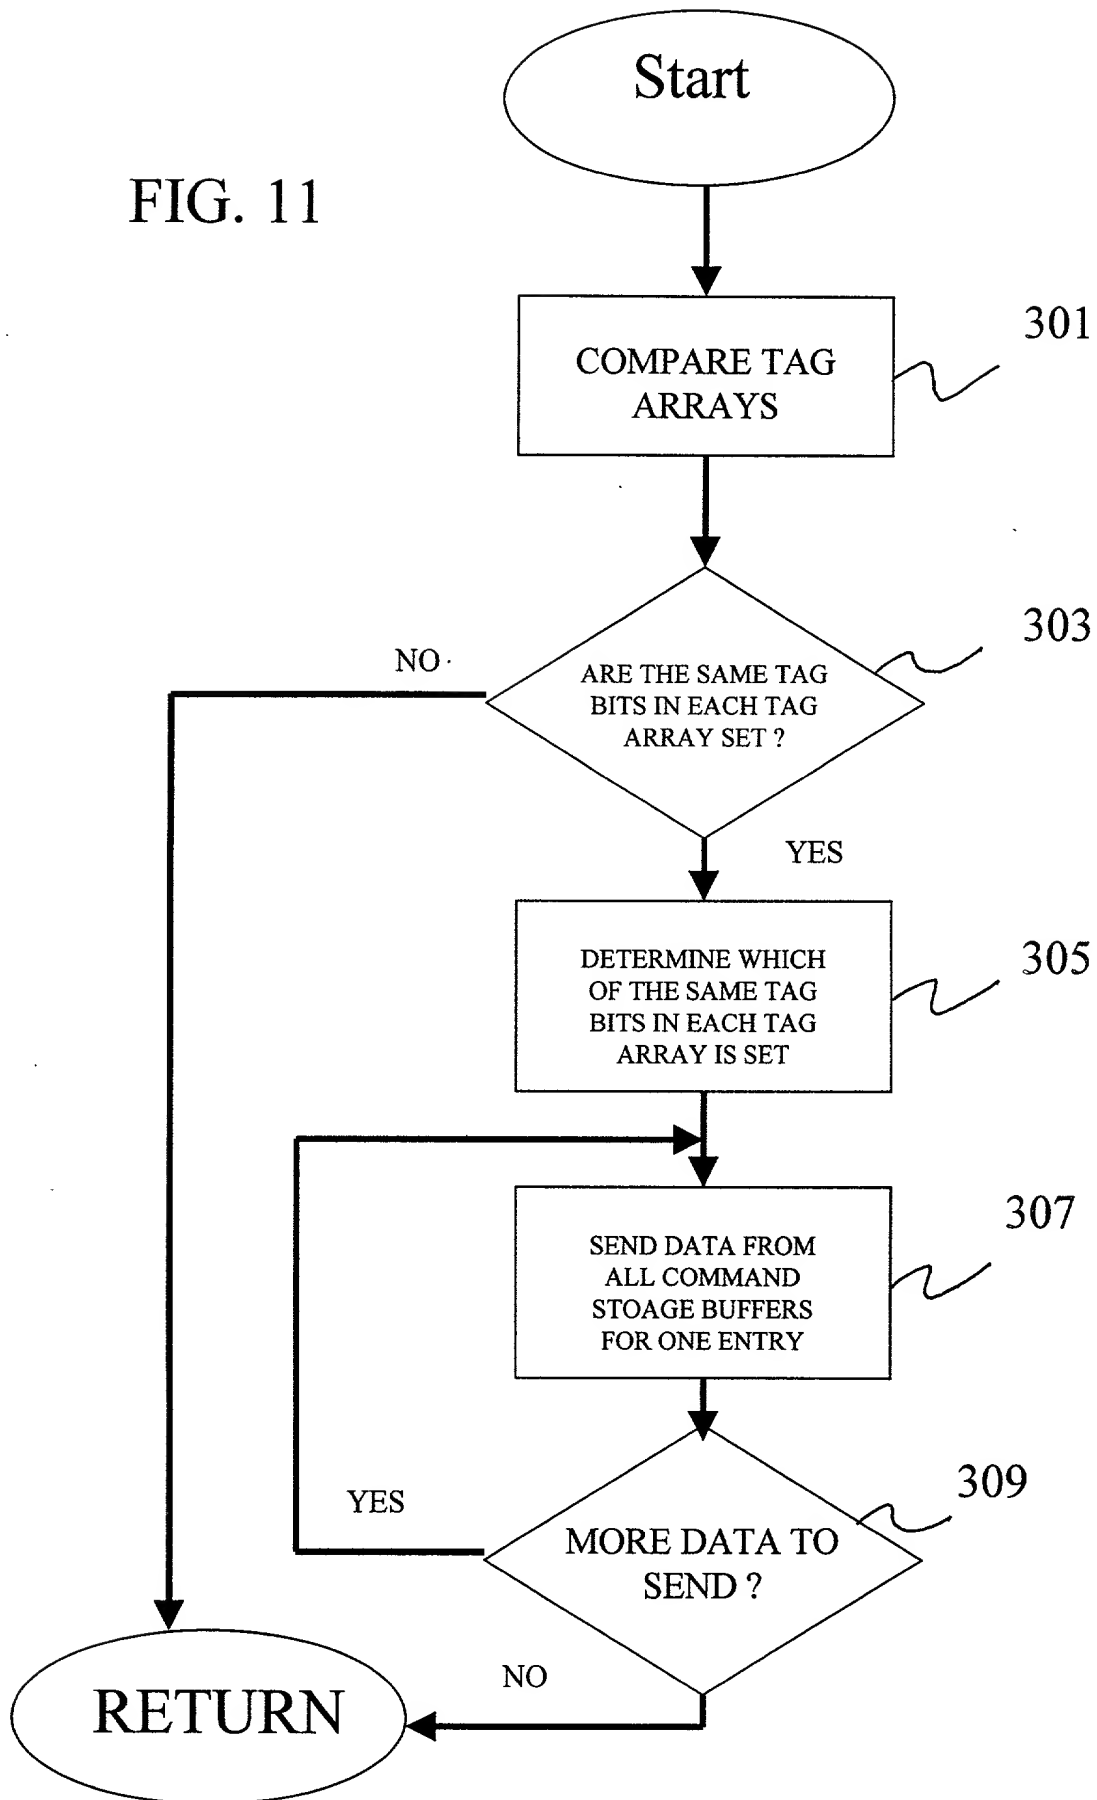 Start
FIG. 11
301
COMPARE TAG
ARRAYS
303
NO
ARE THE SAME TAG
BITS IN EACH TAG
ARRAY SET ?
YES
305
DETERMINE WHICH
OF THE SAME TAG
BITS IN EACH TAG
ARRAY IS SET
307
SEND DATA FROM
ALL COMMAND
STOAGE BUFFERS
FOR ONE ENTRY
309
YES
MORE DATA TO
SEND ?
NO
RETURN